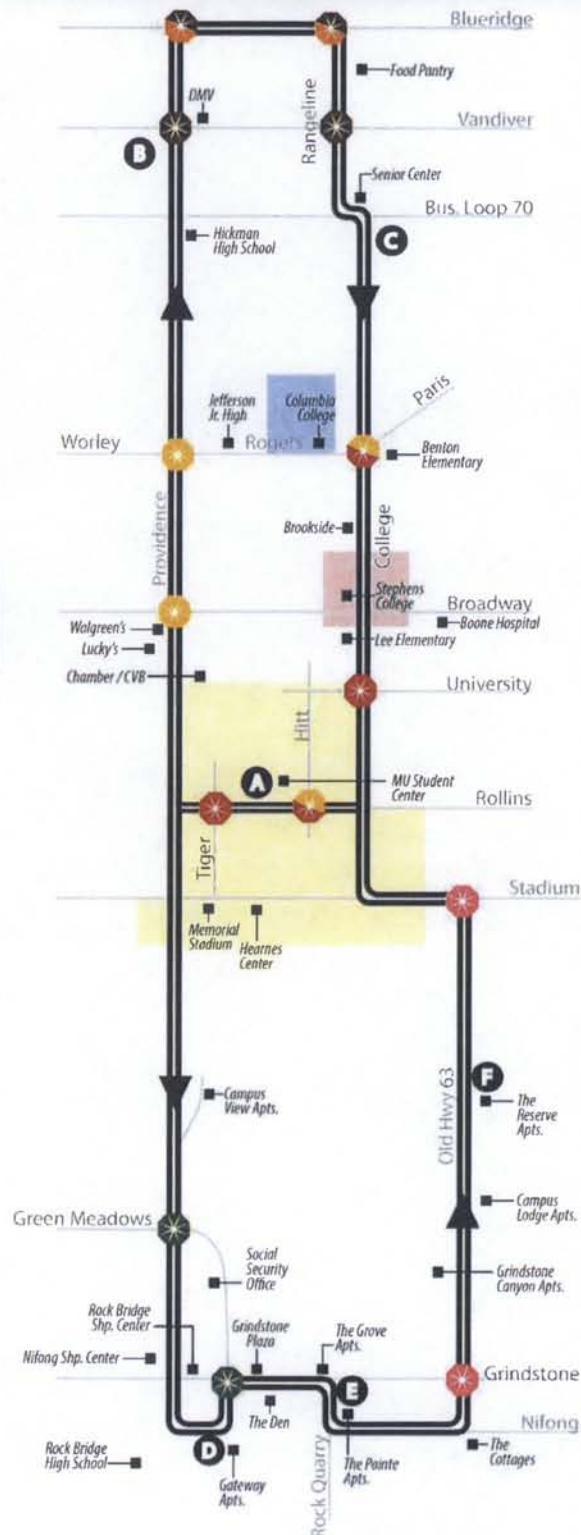 Blueridge
Food Pantry
Rangeline
DMV
Vandiver
B
Senior Center
Bus. Loop 70
C
Hickman
High School
Paris
Jefferson
Jr. High
Columbia
College
Worley
Rogers
Benton
Elementary
Providence
Brookside
College
Stephens
College
Broadway
Boone Hospital
Walgreen's
Lucky's
Lee Elementary
Chamber / CVB
University
Hitt
A
MU Student
Center
Rollins
Tiger
Stadium
Memorial
Stadium
Hearnes
Center
Old Hwy 63
F
Campus
View Apts.
The
Reserve
Apts.
Campus
Lodge Apts.
Green Meadows
Social
Security
Office
Grindstone
Canyon Apts.
Rock Bridge
Shp. Center
Grindstone
Plaza
The Grove
Apts.
Nifong Shp. Center
Grindstone
E
The Den
Nifong
D
Rock Bridge
High School
Gateway
Apts.
Rock Quarry
The Pointe
Apts.
The
Cottages